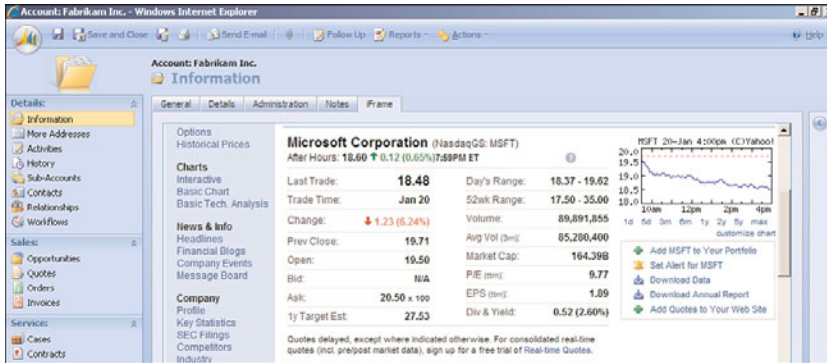 Account: Fabrikam Inc. - Windows Internet Explorer
Save and Close Send E-mail Follow Up Reports Actions Help
Account: Fabrikam Inc.
Information
Details:
Information
More Addresses
Activities
History
Sub-Accounts
Contacts
Relationships
Workflows
Sales:
Opportunities
Quotes
Orders
Invoices
Service:
Cases
Contracts
General Details Administration Notes iFrame
Options
Historical Prices
Charts
Interactive
Basic Chart
Basic Tech. Analysis
News & Info
Headlines
Financial Blogs
Company Events
Message Board
Company
Profile
Key Statistics
SEC Filings
Competitors
Industry
Microsoft Corporation (NasdaqGS: MSFT)
After Hours: 18.60 ↑ 0.12 (0.65%) 7:59PM ET
Last Trade: 18.48
Trade Time: Jan 20
Change: ↓ 1.23 (6.24%)
Prev Close: 19.71
Open: 19.50
Bid: N/A
Ask: 20.50 x 100
1y Target Est: 27.53
Day's Range: 18.37 - 19.62
52wk Range: 17.50 - 35.00
Volume: 89,891,855
Avg Vol (3m): 85,280,400
Market Cap: 164.39B
P/E (ttm): 9.77
EPS (ttm): 1.89
Div & Yield: 0.52 (2.60%)
Quotes delayed, except where indicated otherwise. For consolidated real-time
quotes (incl. pre/post market data), sign up for a free trial of Real-time Quotes.
MSFT 20-Jan 4:00pm (C)Yahoo!
20.0
19.5
19.0
18.5
18.0
10am 12pm 2pm 4pm
1d 5d 3m 6m 1y 2y 5y max
customize chart
Add MSFT to Your Portfolio
Set Alert for MSFT
Download Data
Download Annual Report
Add Quotes to Your Web Site